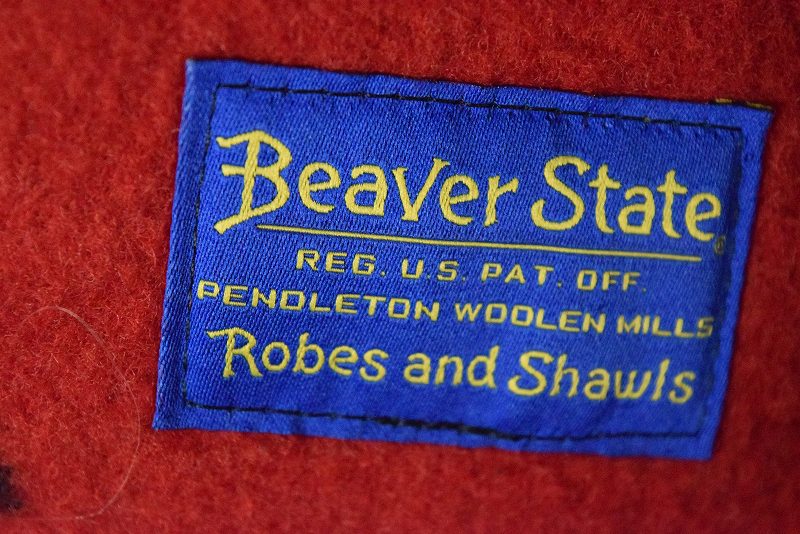 Beaver State®
REG. U.S. PAT. OFF.
PENDLETON WOOLEN MILLS
Robes and Shawls